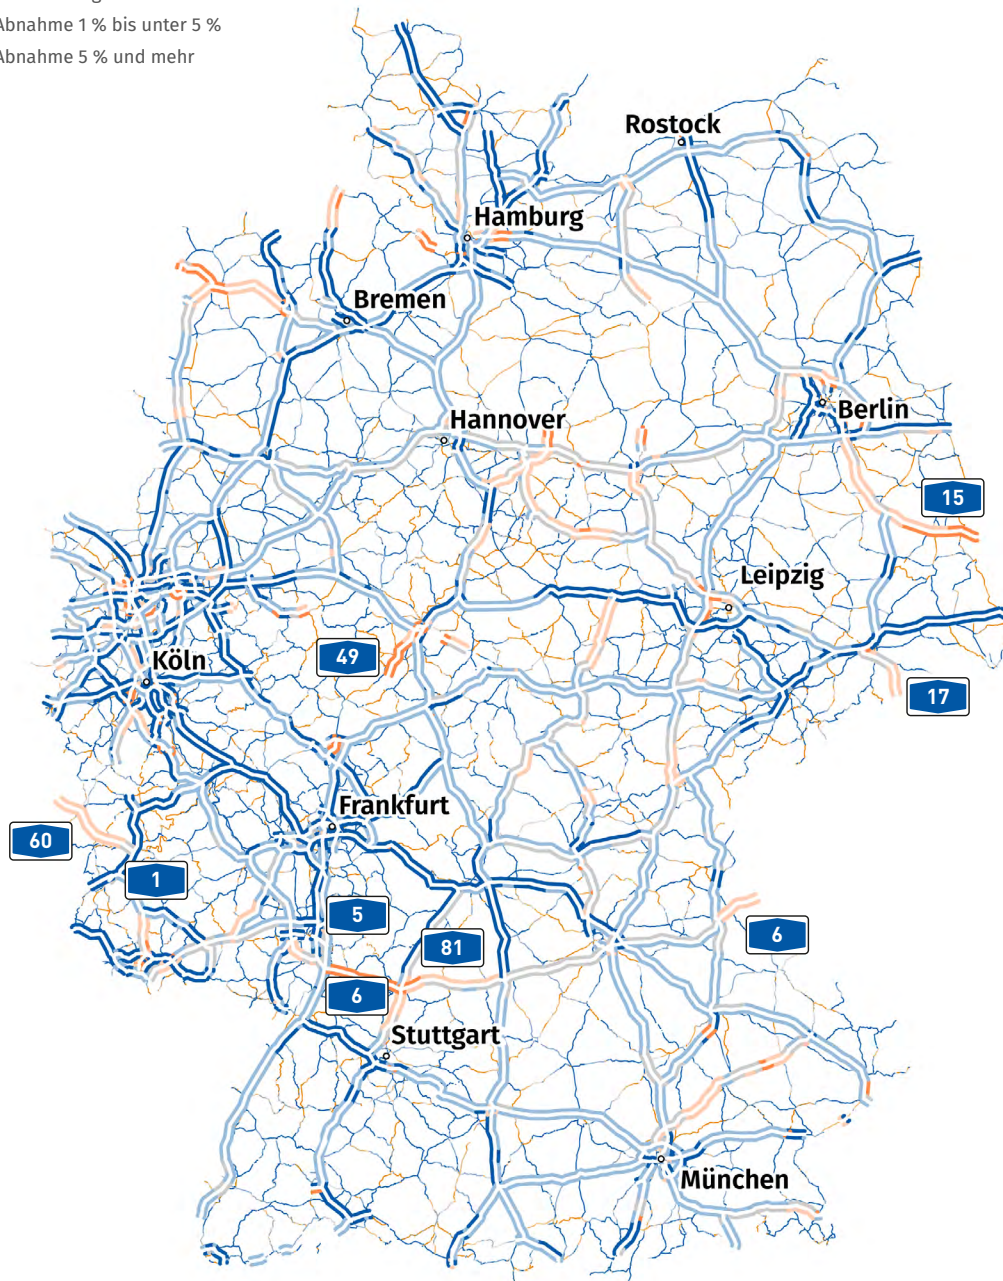 Abnahme 1 % bis unter 5 %
Abnahme 5 % und mehr
Rostock
Hamburg
Bremen
Hannover
Berlin
15
Leipzig
49
Köln
17
Frankfurt
60
1
5
81
6
6
Stuttgart
München